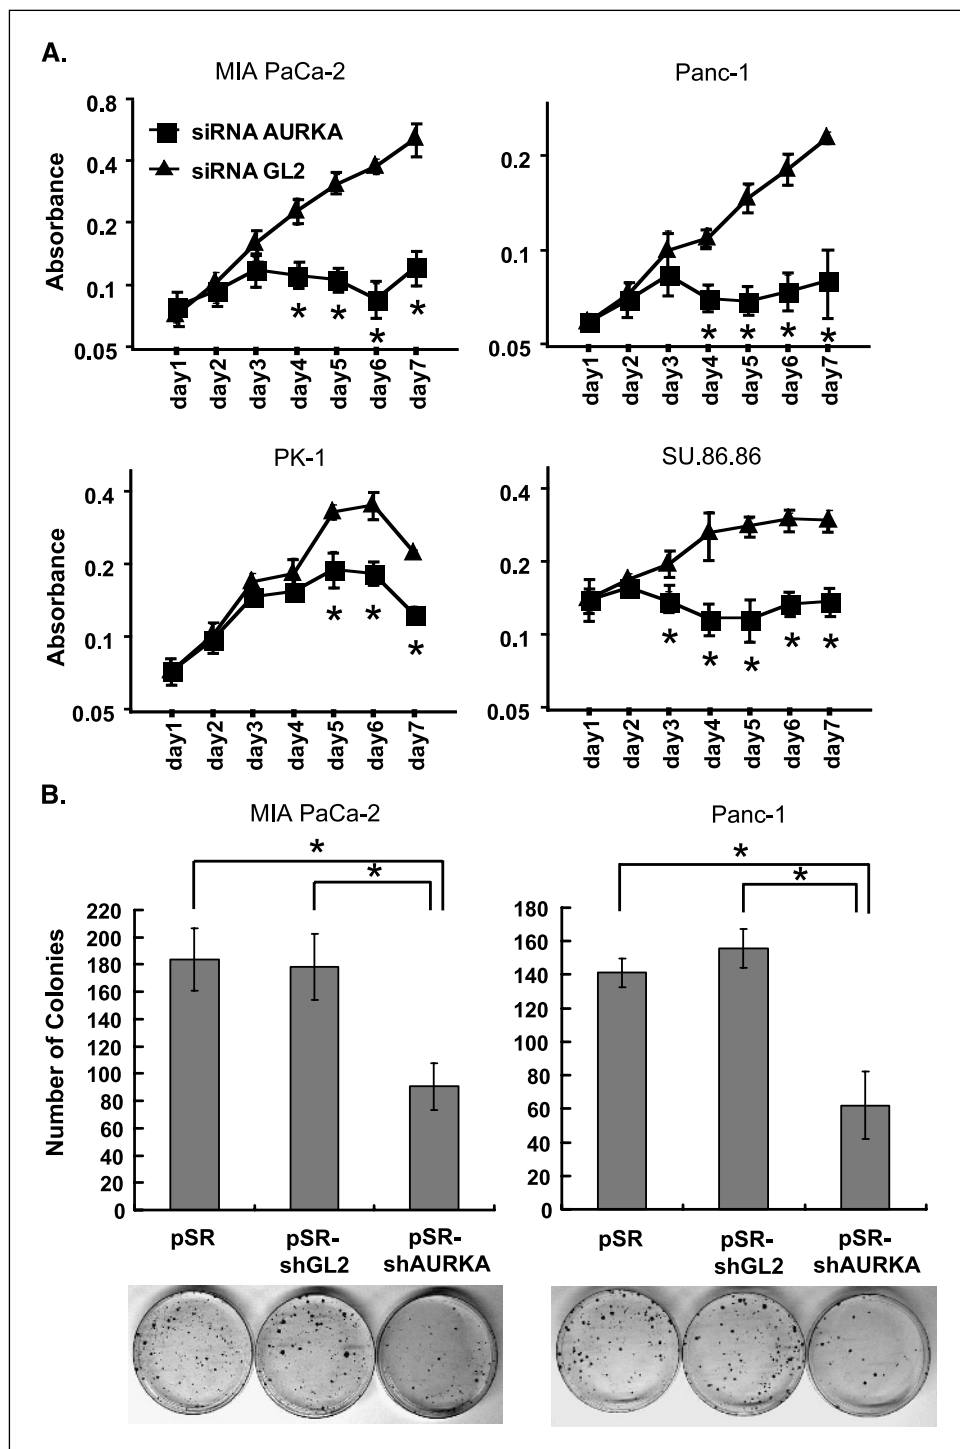 A.
MIA PaCa-2
Panc-1
0.8
0.4
0.2
0.1
0.05
Absorbance
siRNA AURKA
siRNA GL2
day1
day2
day3
day4
day5
day6
day7
* * * *
0.2
0.1
0.05
day1
day2
day3
day4
day5
day6
day7
* * * *
PK-1
SU.86.86
0.4
0.2
0.1
0.05
Absorbance
day1
day2
day3
day4
day5
day6
day7
* * *
0.4
0.2
0.1
0.05
day1
day2
day3
day4
day5
day6
day7
* * * * *
B.
MIA PaCa-2
Panc-1
*
*
Number of Colonies
220
200
180
160
140
120
100
80
60
40
20
0
pSR
pSR-
shGL2
pSR-
shAURKA
*
*
180
160
140
120
100
80
60
40
20
0
pSR
pSR-
shGL2
pSR-
shAURKA